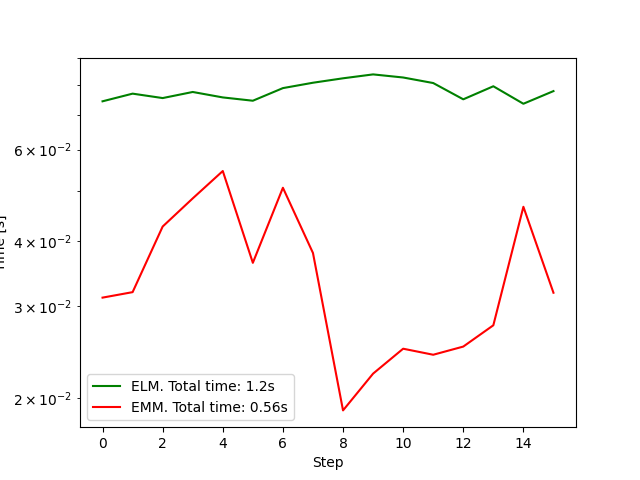 6 × 10⁻²
4 × 10⁻²
3 × 10⁻²
2 × 10⁻²
Time [s]
ELM. Total time: 1.2s
EMM. Total time: 0.56s
0 2 4 6 8 10 12 14
Step